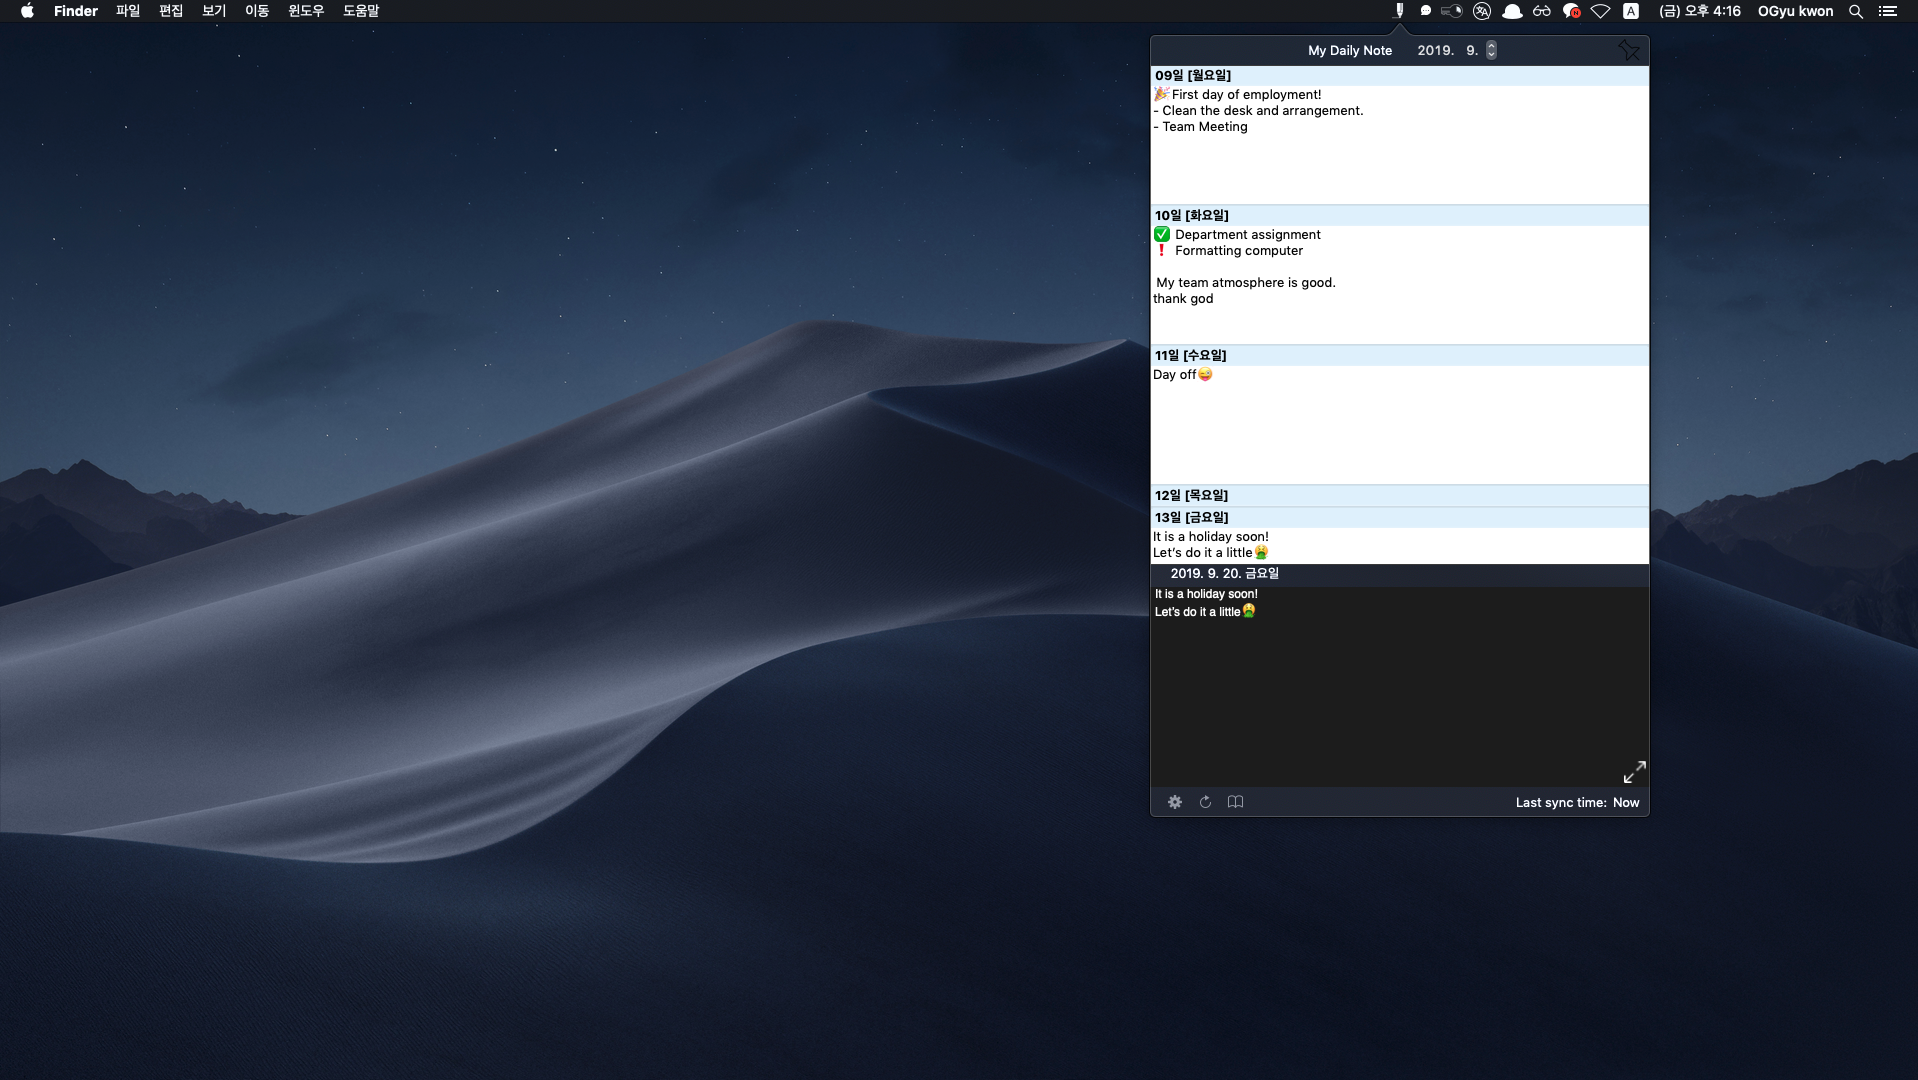 Finder 파일 편집 보기 이동 윈도우 도움말 A (금) 오후 4:16 OGyu kwon
My Daily Note 2019. 9.
09일 [월요일]
🎉First day of employment!
- Clean the desk and arrangement.
- Team Meeting
10일 [화요일]
✅ Department assignment
❗ Formatting computer
My team atmosphere is good.
thank god
11일 [수요일]
Day off😜
12일 [목요일]
13일 [금요일]
It is a holiday soon!
Let's do it a little🤮
2019. 9. 20. 금요일
It is a holiday soon!
Let's do it a little🤮
Last sync time: Now